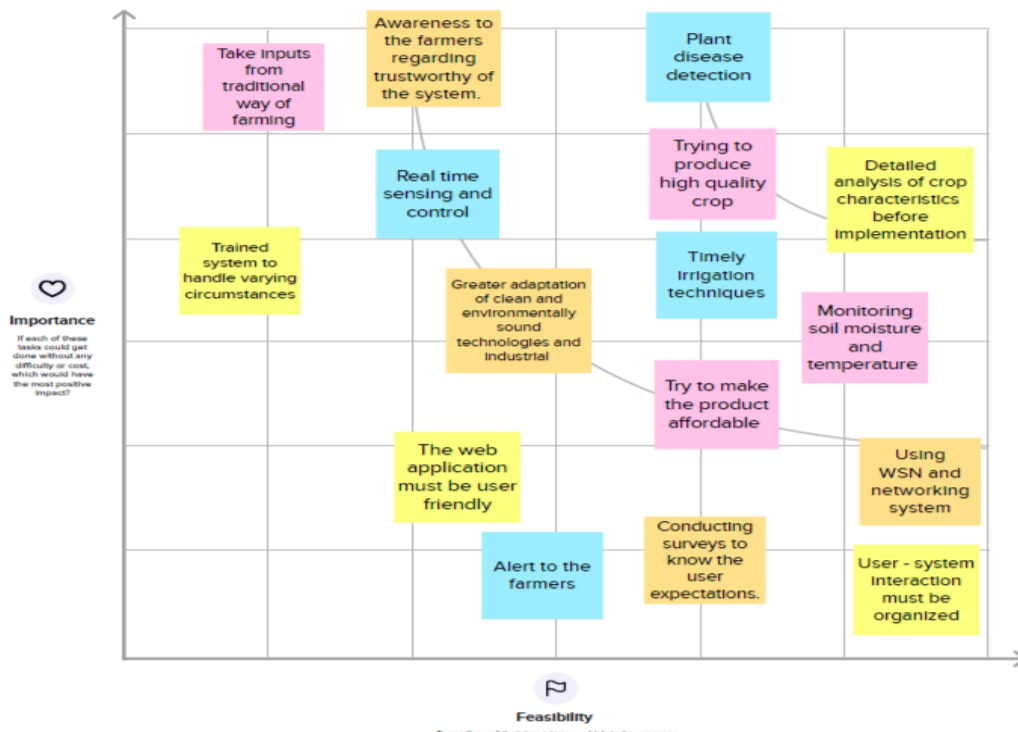 Awareness to
the farmers
regarding
trustworthy of
the system.
Plant
disease
detection
Take inputs
from
traditional
way of
farming
Trying to
produce
high quality
crop
Detailed
analysis of crop
characteristics
before
implementation
Real time
sensing and
control
Trained
system to
handle varying
circumstances
Timely
irrigation
techniques
Greater adaptation
of clean and
environmentally
sound
technologies and
industrial
Monitoring
soil moisture
and
temperature
Importance
If each of these
tasks could get
done without any
difficulty or cost,
which would have
the most positive
impact?
Try to make
the product
affordable
The web
application
must be user
friendly
Using
WSN and
networking
system
Conducting
surveys to
know the
user
expectations.
Alert to the
farmers
User - system
interaction
must be
organized
Feasibility